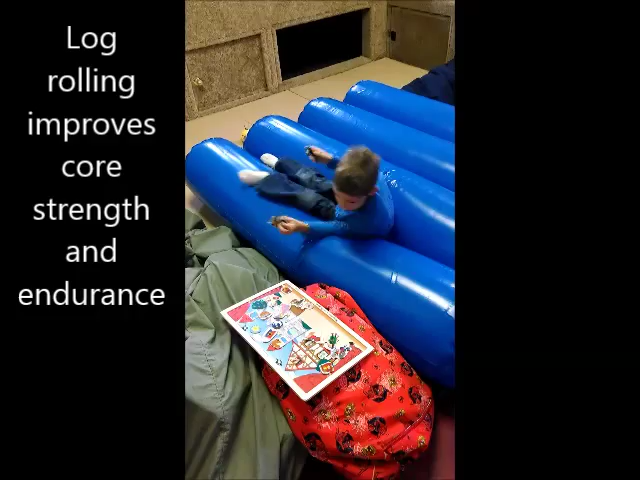 Log
rolling
improves
core
strength
and
endurance